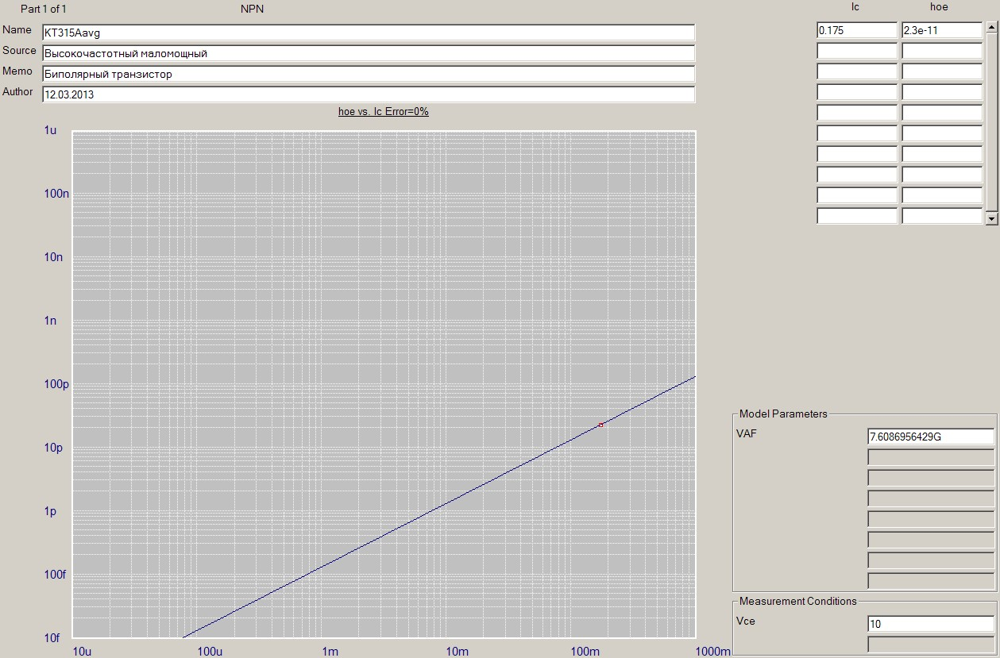 Part 1 of 1 NPN
Name KT315Aavg
Source Высокочастотный маломощный
Memo Биполярный транзистор
Author 12.03.2013
Ic hoe
0.175 2.3e-11
hoe vs. Ic Error=0%
1u
100n
10n
1n
100p
10p
1p
100f
10f
10u 100u 1m 10m 100m 1000m
Model Parameters
VAF 7.6086956429G
Measurement Conditions
Vce 10